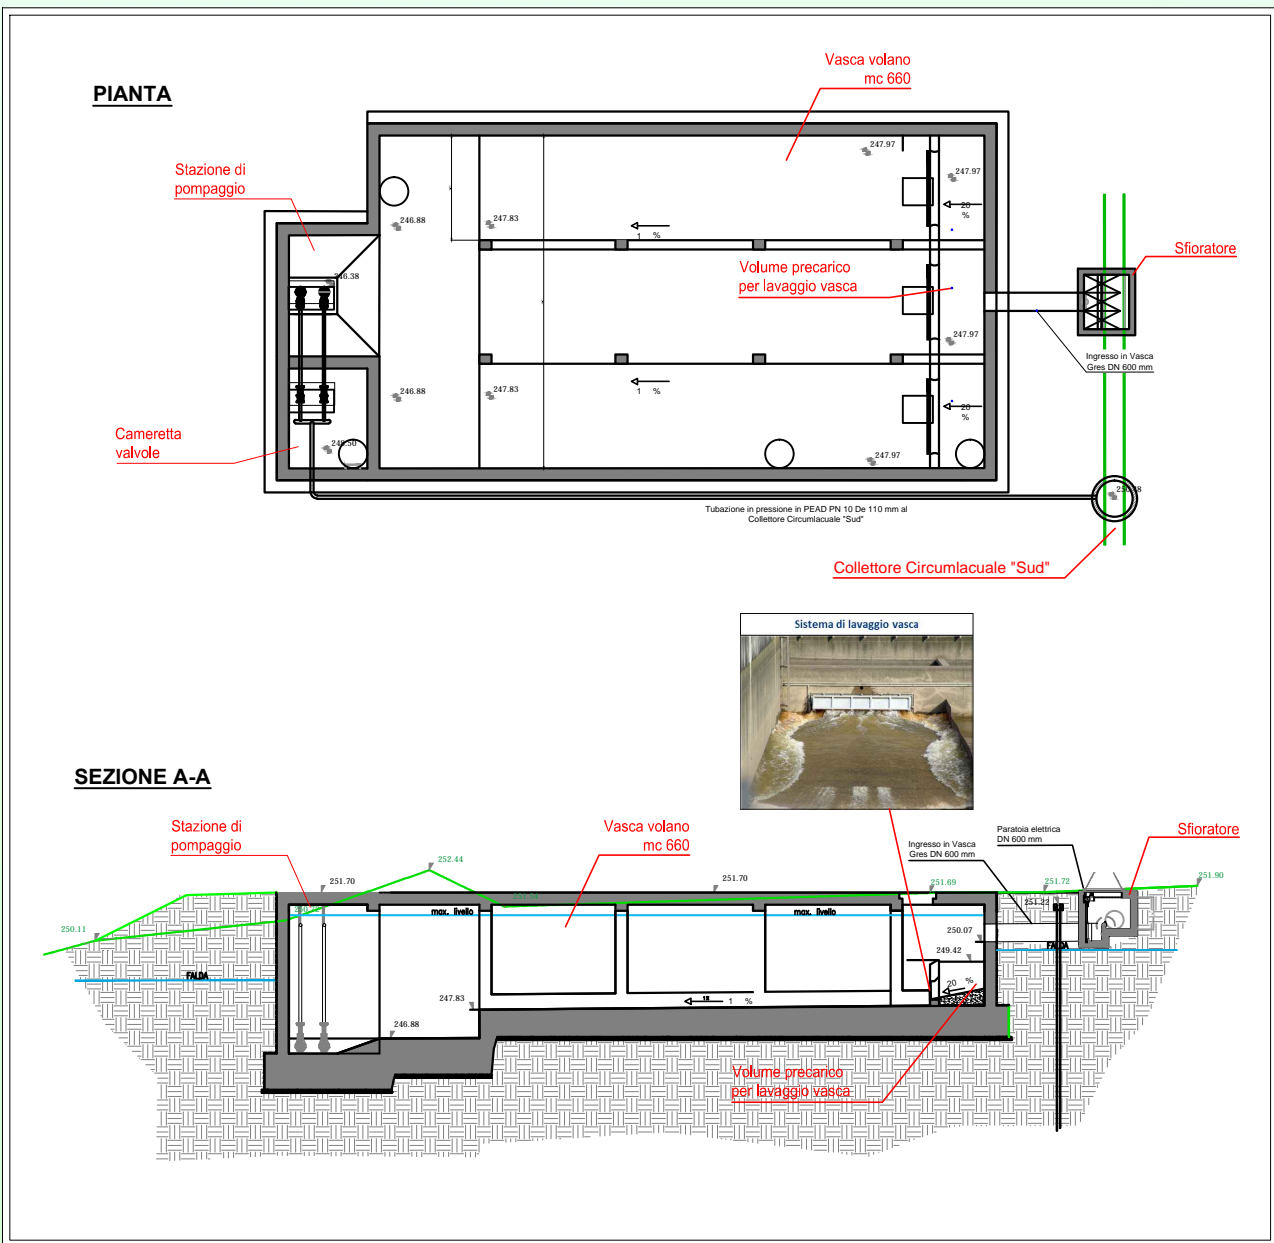 PIANTA
Vasca volano
mc 660
Stazione di
pompaggio
247.97
247.97
20
%
246.88
247.83
1 %
Sfioratore
Volume precarico
per lavaggio vasca
246.38
247.97
Ingresso in Vasca
Gres DN 600 mm
246.88
247.83
1 %
20
%
Cameretta
valvole
247.97
Tubazione in pressione in PEAD PN 10 De 110 mm al
Collettore Circumlacuale "Sud"
Collettore Circumlacuale "Sud"
Sistema di lavaggio vasca
SEZIONE A-A
Stazione di
pompaggio
Vasca volano
mc 660
Ingresso in Vasca
Gres DN 600 mm
Paratoia elettrica
DN 600 mm
Sfioratore
252.44
251.70
251.70
251.69
251.72
251.90
251.22
max. livello
max. livello
250.11
250.07
249.42
FALDA
FALDA
20 %
247.83
1 %
246.88
Volume precarico
per lavaggio vasca